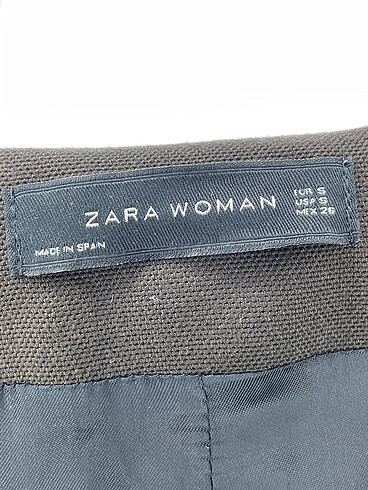 ZARA WOMAN
EUR S
USA S
MEX 26
MADE IN SPAIN